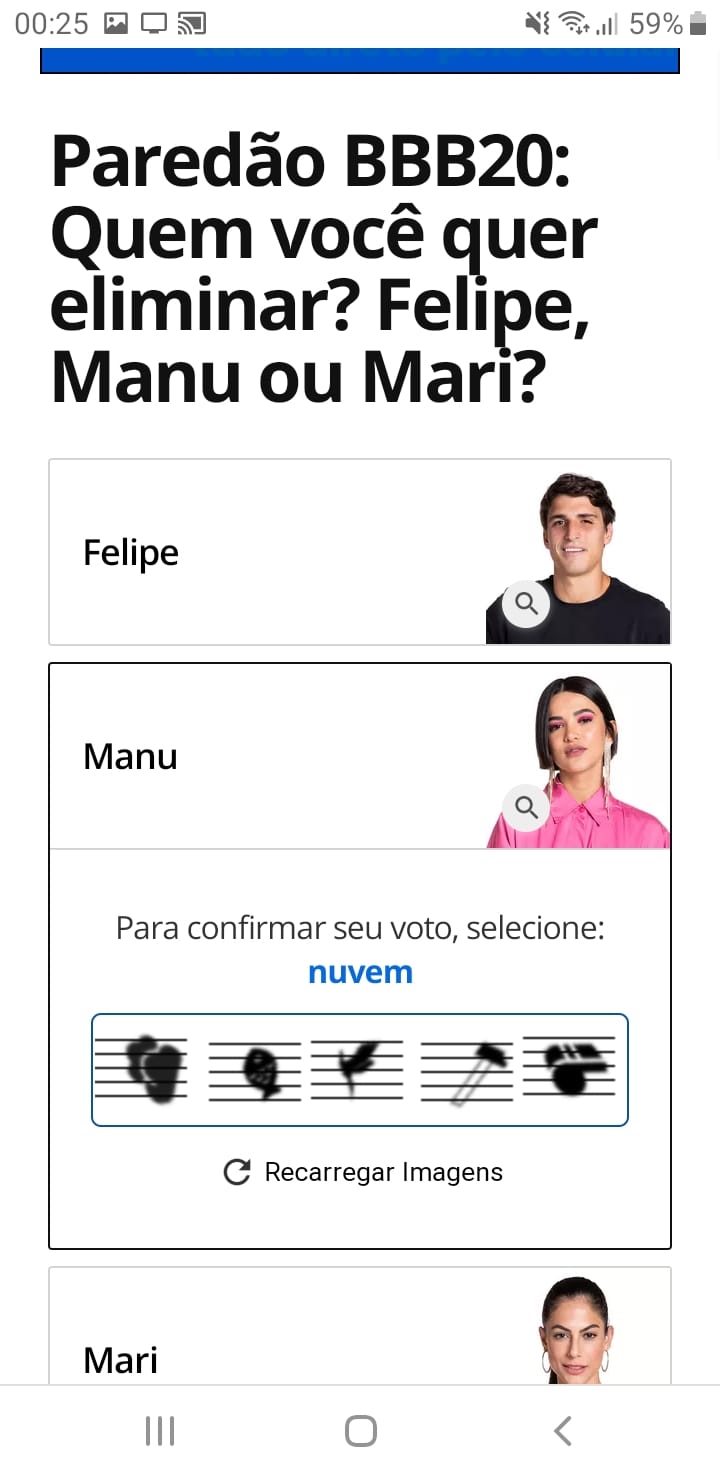 00:25
59%
Paredão BBB20:
Quem você quer
eliminar? Felipe,
Manu ou Mari?
Felipe
Manu
Para confirmar seu voto, selecione:
nuvem
Recarregar Imagens
Mari